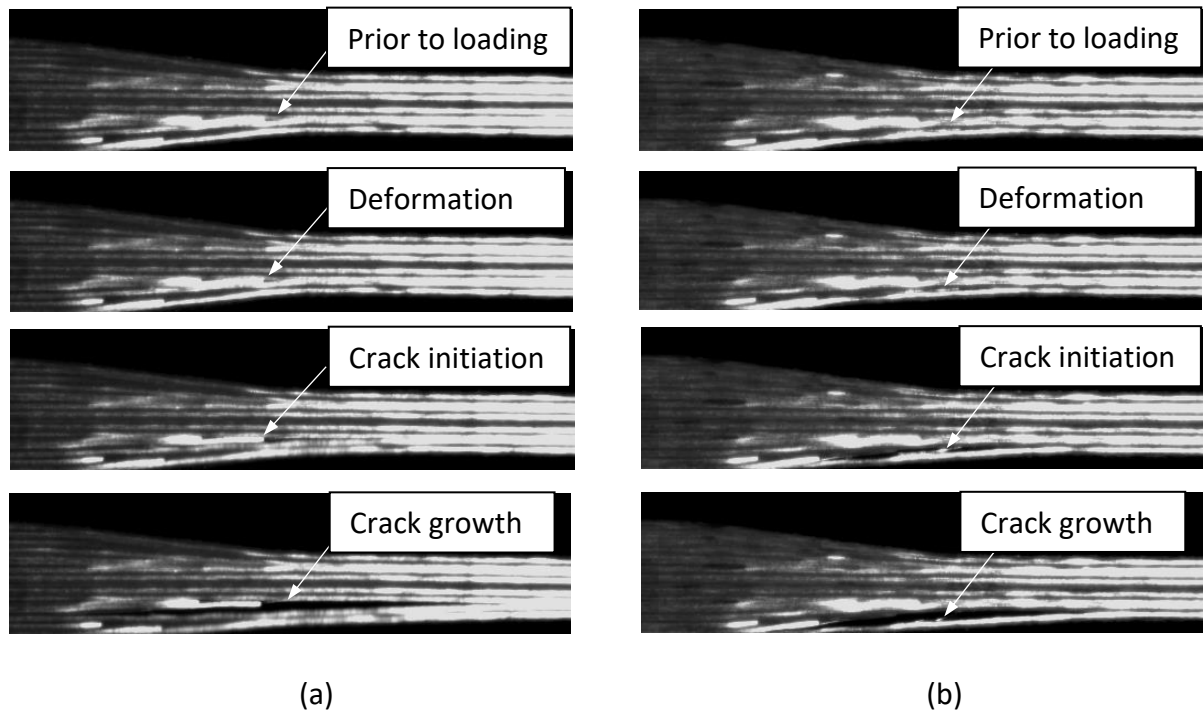 Prior to loading
Deformation
Crack initiation
Crack growth
(a)
Prior to loading
Deformation
Crack initiation
Crack growth
(b)